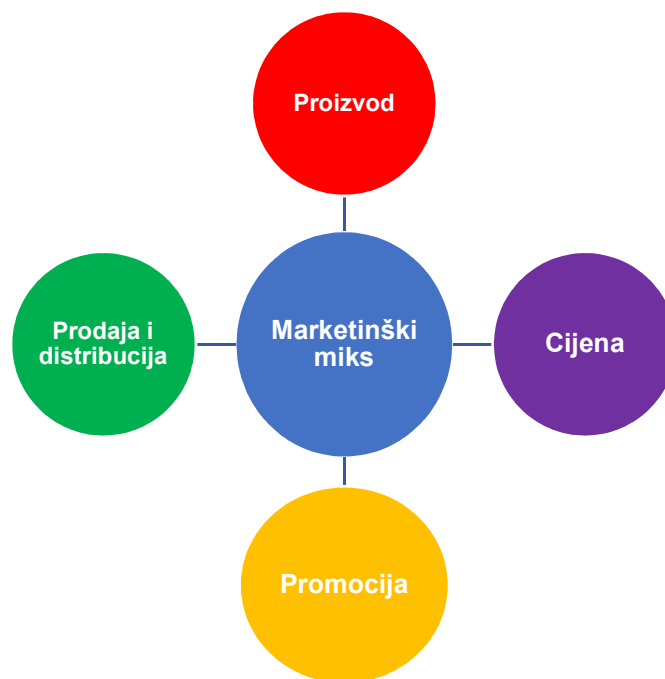 Proizvod
Prodaja i
distribucija
Marketinški
miks
Cijena
Promocija